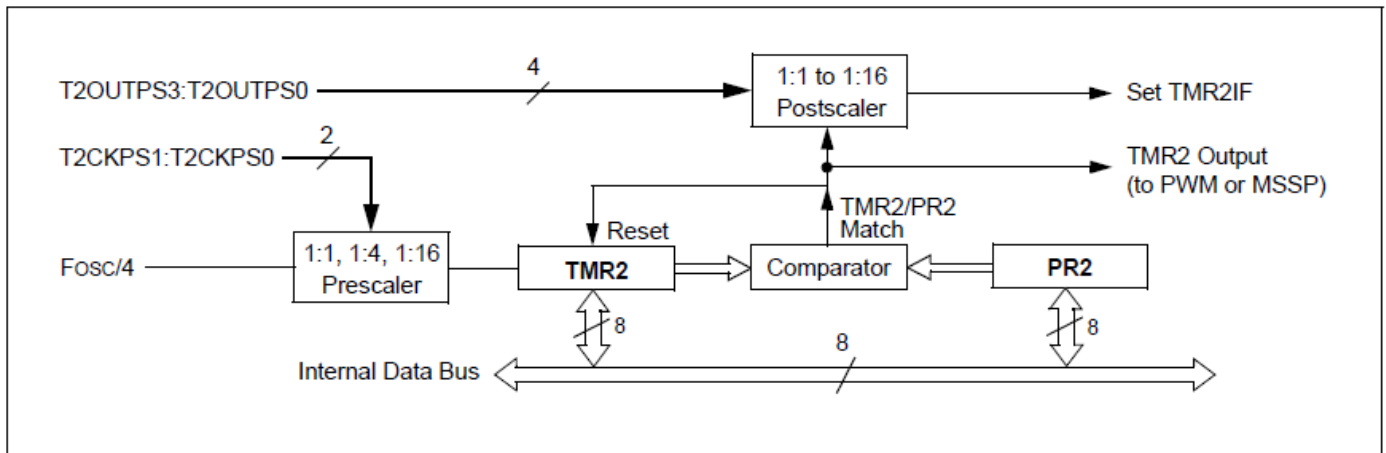 4
T2OUTPS3:T2OUTPS0
1:1 to 1:16
Postscaler
Set TMR2IF
2
T2CKPS1:T2CKPS0
TMR2 Output
(to PWM or MSSP)
Reset
TMR2/PR2
Match
FOSC/4
1:1, 1:4, 1:16
Prescaler
TMR2
Comparator
PR2
8
8
Internal Data Bus
8